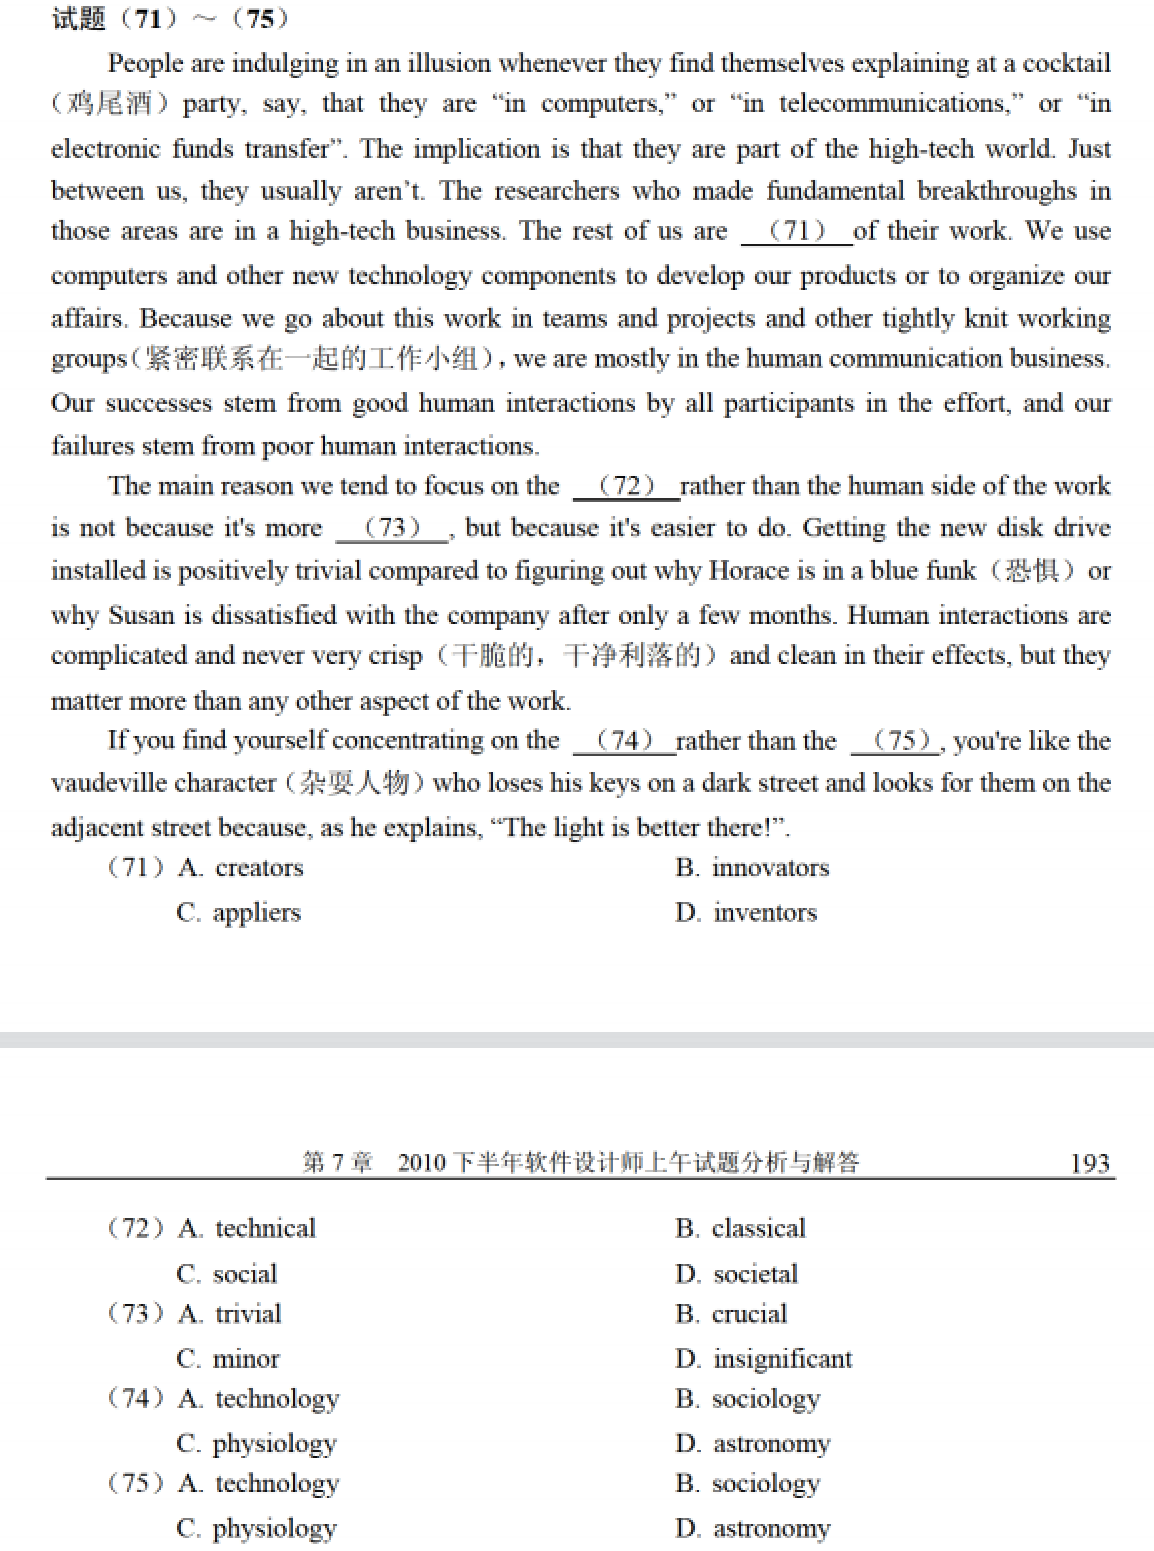 试题（71）～（75）
People are indulging in an illusion whenever they find themselves explaining at a cocktail
（鸡尾酒）party, say, that they are “in computers,” or “in telecommunications,” or “in
electronic funds transfer”. The implication is that they are part of the high-tech world. Just
between us, they usually aren’t. The researchers who made fundamental breakthroughs in
those areas are in a high-tech business. The rest of us are （71） of their work. We use
computers and other new technology components to develop our products or to organize our
affairs. Because we go about this work in teams and projects and other tightly knit working
groups（紧密联系在一起的工作小组），we are mostly in the human communication business.
Our successes stem from good human interactions by all participants in the effort, and our
failures stem from poor human interactions.
The main reason we tend to focus on the （72） rather than the human side of the work
is not because it's more （73） , but because it's easier to do. Getting the new disk drive
installed is positively trivial compared to figuring out why Horace is in a blue funk（恐惧）or
why Susan is dissatisfied with the company after only a few months. Human interactions are
complicated and never very crisp（干脆的，干净利落的）and clean in their effects, but they
matter more than any other aspect of the work.
If you find yourself concentrating on the （74） rather than the （75）, you're like the
vaudeville character（杂耍人物）who loses his keys on a dark street and looks for them on the
adjacent street because, as he explains, “The light is better there!”.
（71）A. creators B. innovators
C. appliers D. inventors
第 7 章 2010 下半年软件设计师上午试题分析与解答 193
（72）A. technical B. classical
C. social D. societal
（73）A. trivial B. crucial
C. minor D. insignificant
（74）A. technology B. sociology
C. physiology D. astronomy
（75）A. technology B. sociology
C. physiology D. astronomy